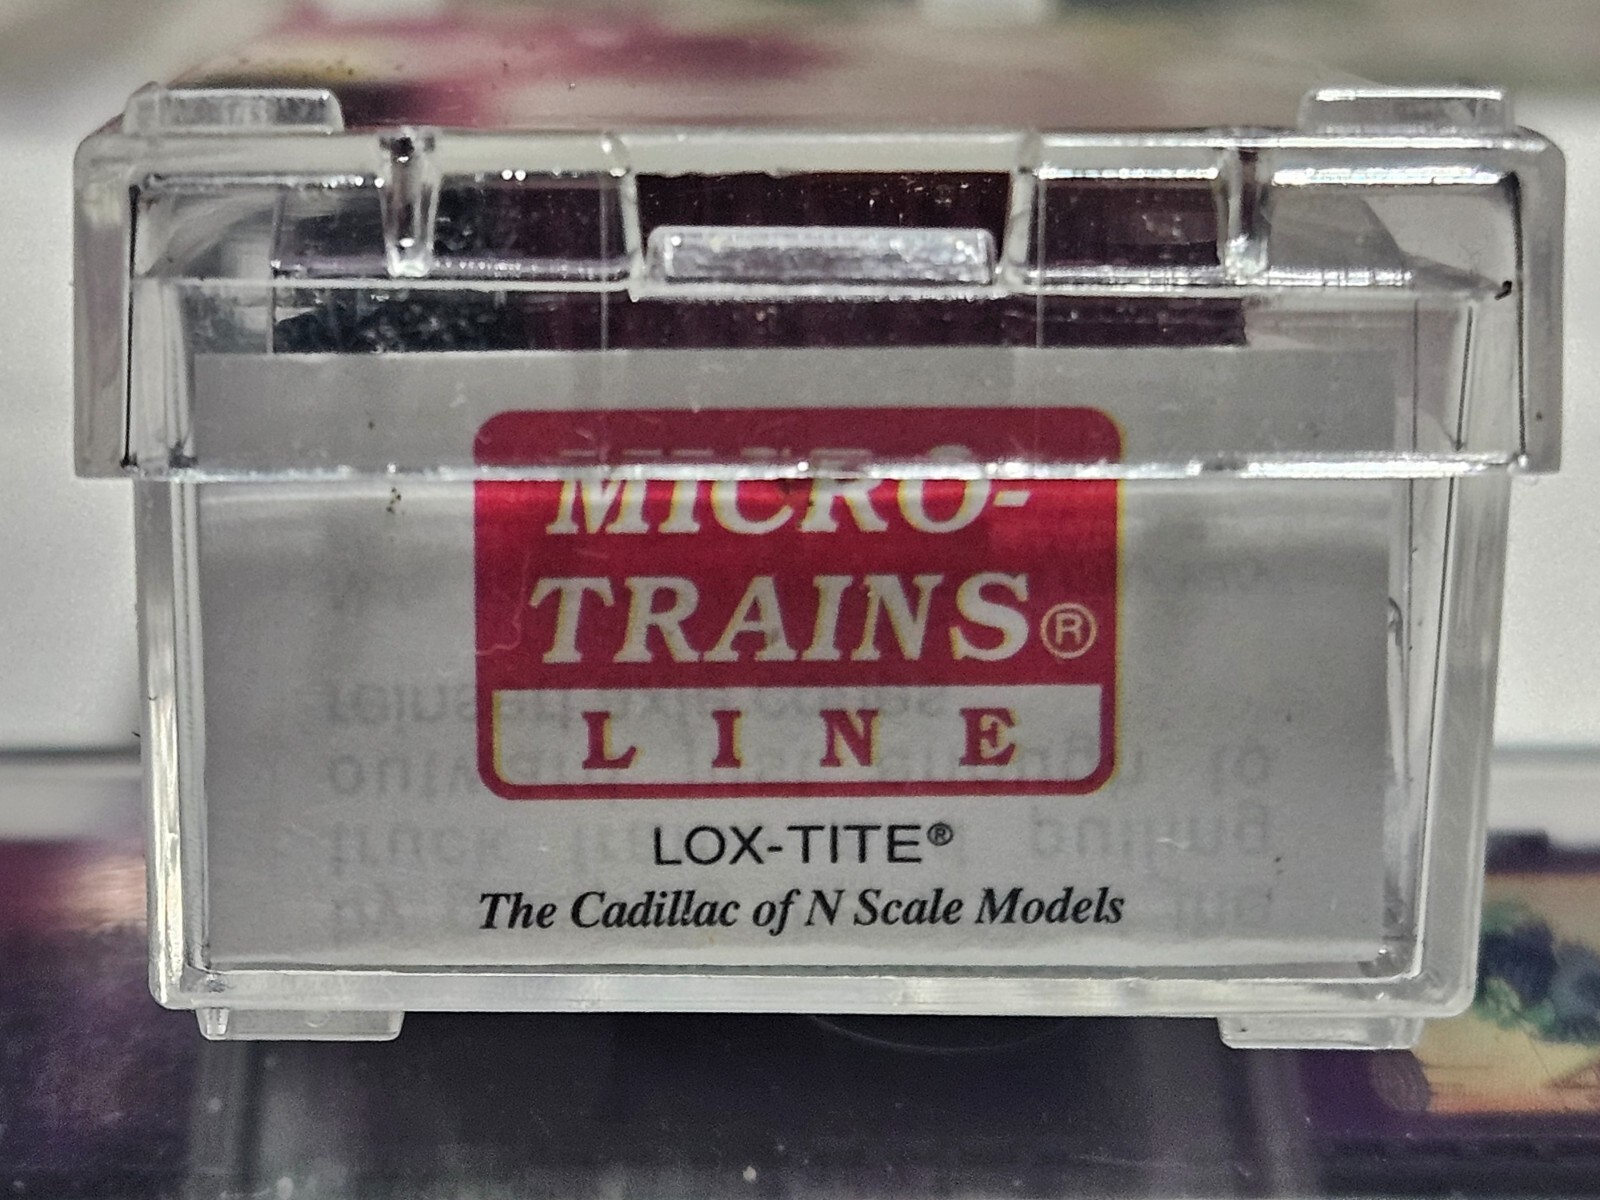 MICRO-
TRAINS®
LINE
LOX-TITE®
The Cadillac of N Scale Models